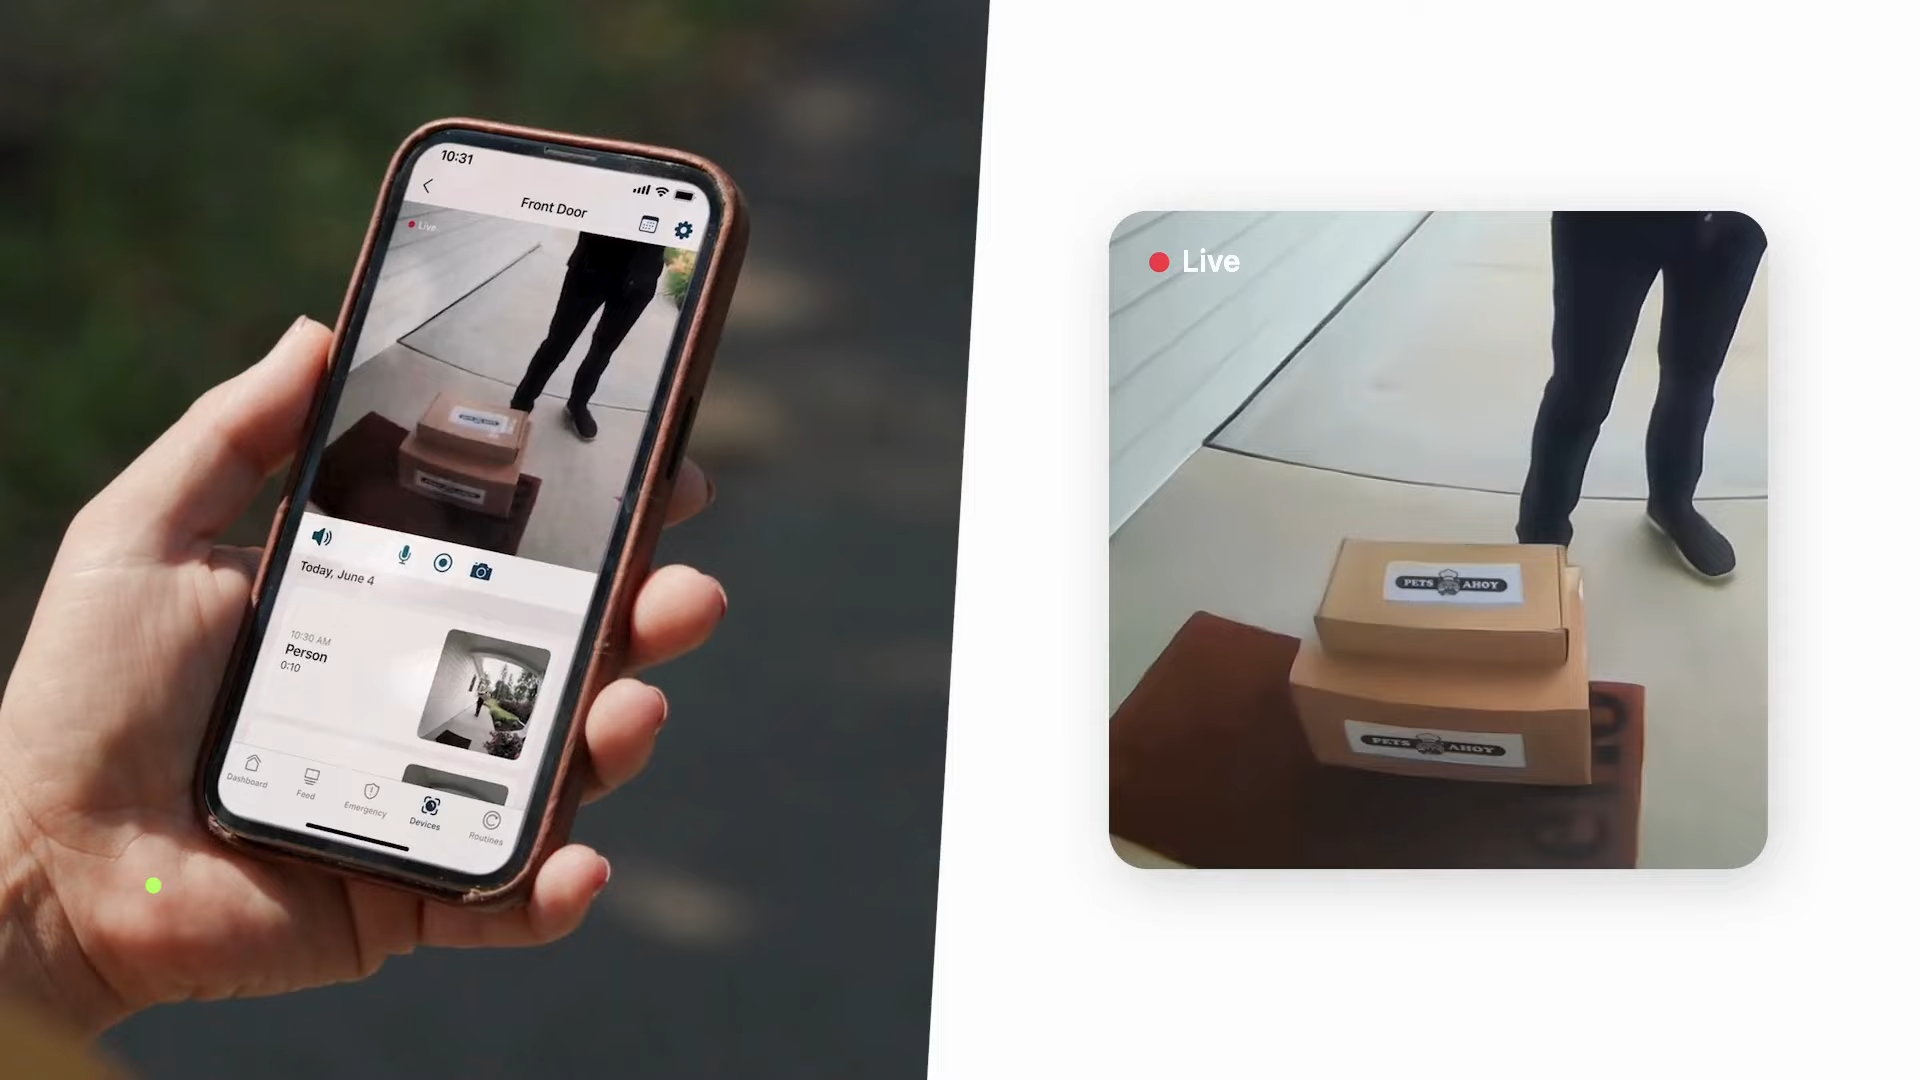 10:31
Front Door
Live
Today, June 4
10:30 AM
Person
0:10
Dashboard
Feed
Emergency
Devices
Routines
Live
PETS AHOY
PETS AHOY